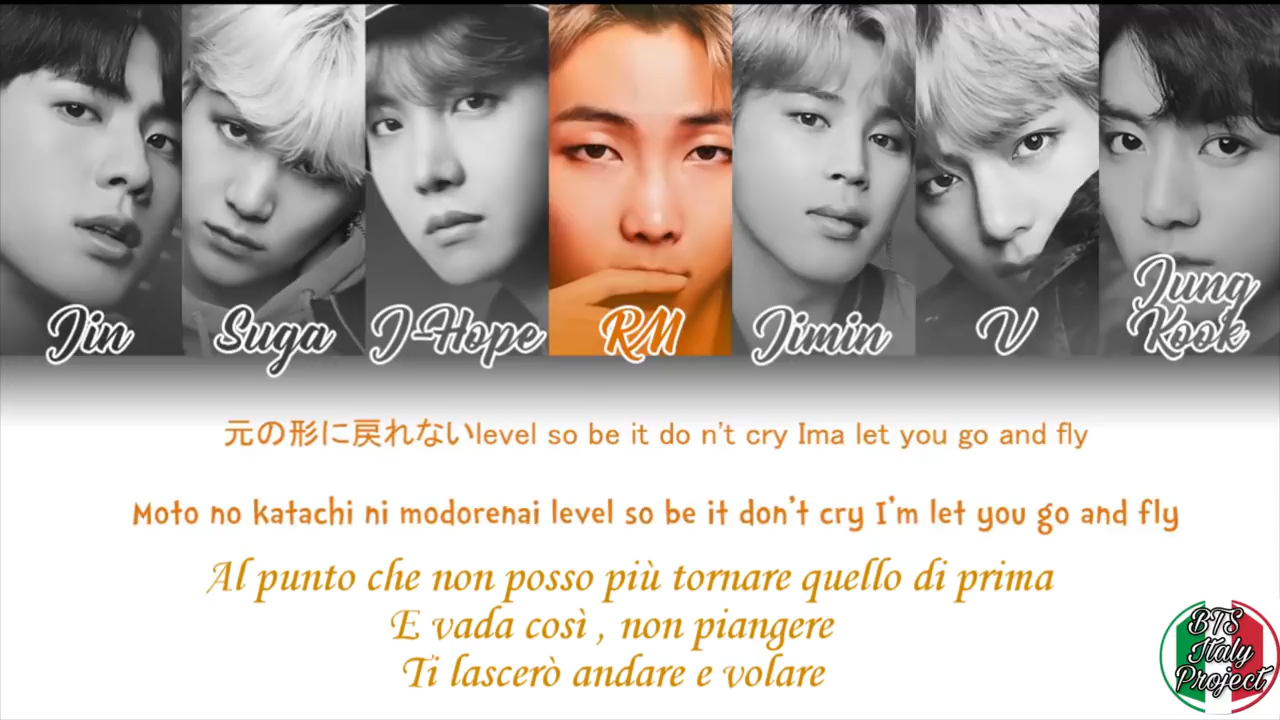 Jin
Suga
J-Hope
RM
Jimin
V
Jung
Kook
元の形に戻れないlevel so be it do n't cry Ima let you go and fly
Moto no katachi ni modorenai level so be it don't cry I'm let you go and fly
Al punto che non posso più tornare quello di prima
E vada così , non piangere
Ti lascerò andare e volare
BTS
Italy
Project